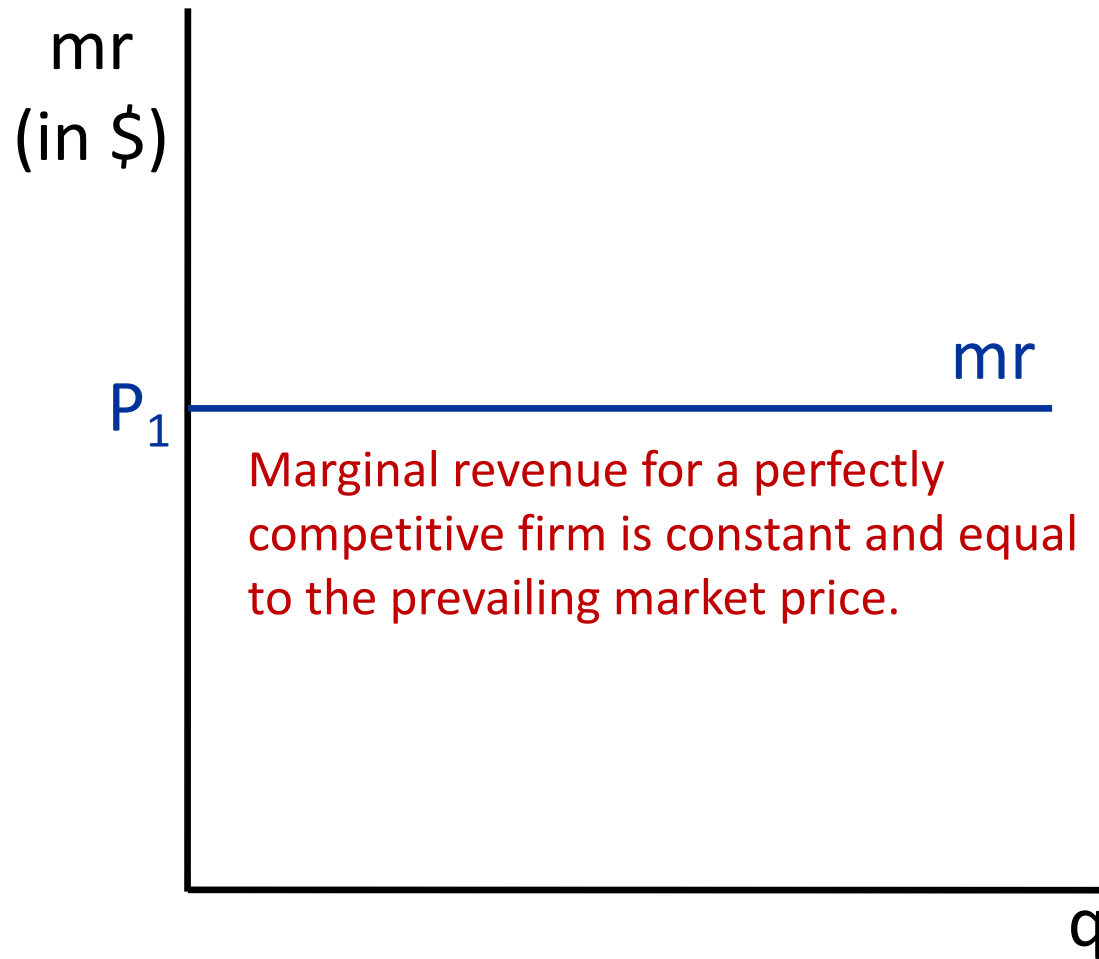 mr
(in $)
mr
P₁
Marginal revenue for a perfectly
competitive firm is constant and equal
to the prevailing market price.
q